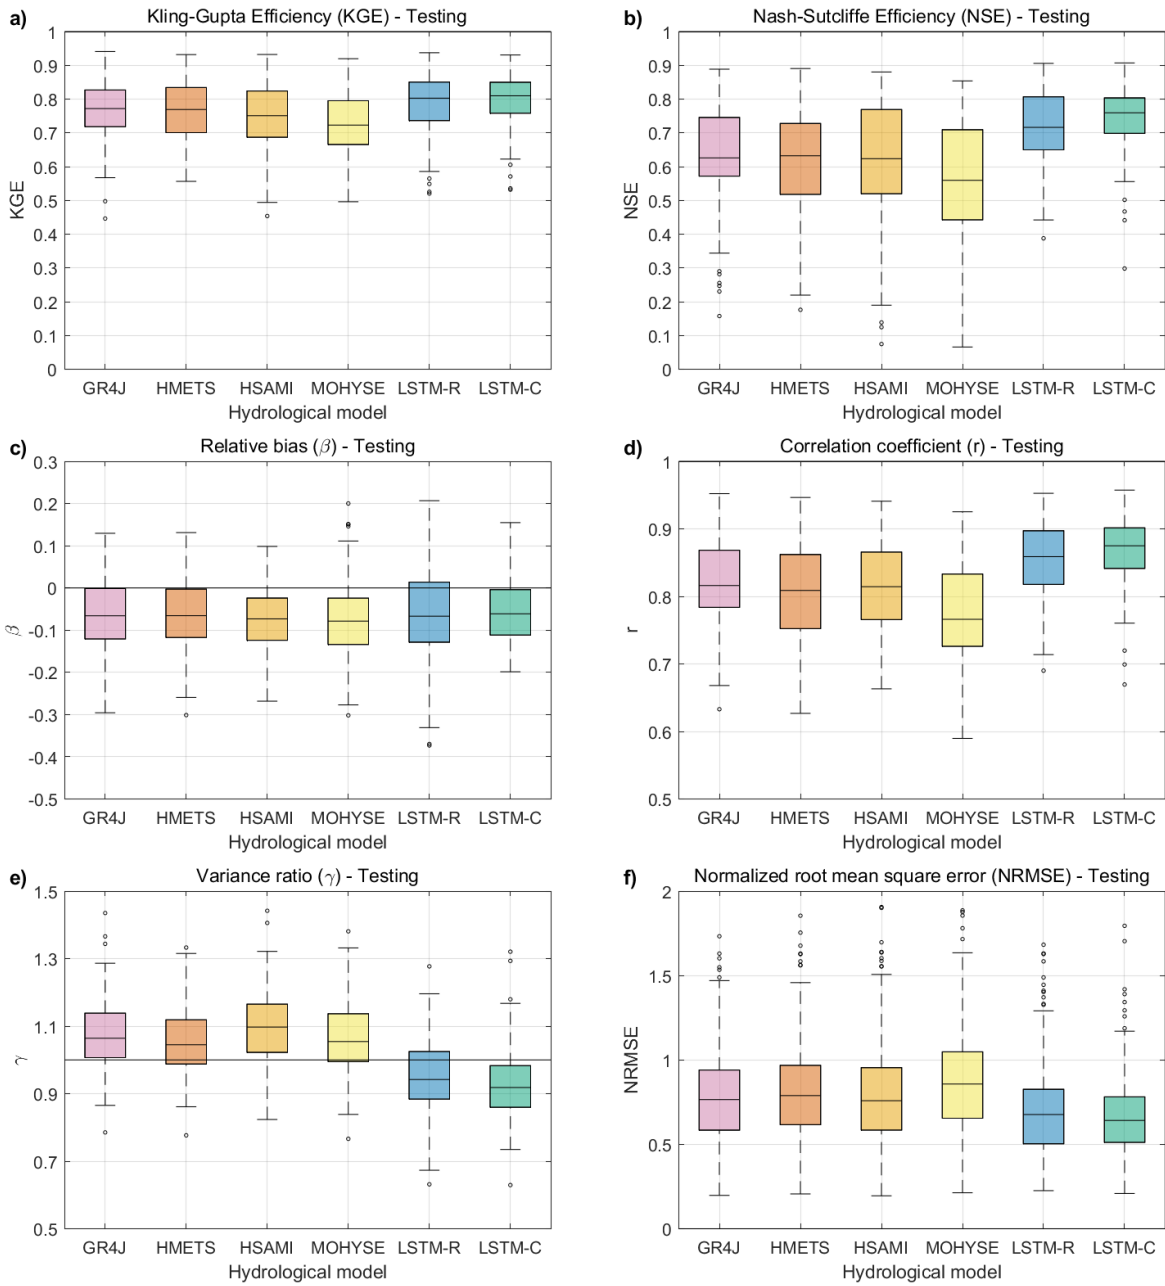 a) Kling-Gupta Efficiency (KGE) - Testing
1
0.9
0.8
0.7
0.6
0.5
0.4
0.3
0.2
0.1
0
KGE
GR4J HMETS HSAMI MOHYSE LSTM-R LSTM-C
Hydrological model
b) Nash-Sutcliffe Efficiency (NSE) - Testing
1
0.9
0.8
0.7
0.6
0.5
0.4
0.3
0.2
0.1
0
NSE
GR4J HMETS HSAMI MOHYSE LSTM-R LSTM-C
Hydrological model
c) Relative bias (β) - Testing
0.3
0.2
0.1
0
-0.1
-0.2
-0.3
-0.4
-0.5
β
GR4J HMETS HSAMI MOHYSE LSTM-R LSTM-C
Hydrological model
d) Correlation coefficient (r) - Testing
1
0.9
0.8
0.7
0.6
0.5
r
GR4J HMETS HSAMI MOHYSE LSTM-R LSTM-C
Hydrological model
e) Variance ratio (γ) - Testing
1.5
1.3
1.1
0.9
0.7
0.5
γ
GR4J HMETS HSAMI MOHYSE LSTM-R LSTM-C
Hydrological model
f) Normalized root mean square error (NRMSE) - Testing
2
1.5
1
0.5
0
NRMSE
GR4J HMETS HSAMI MOHYSE LSTM-R LSTM-C
Hydrological model